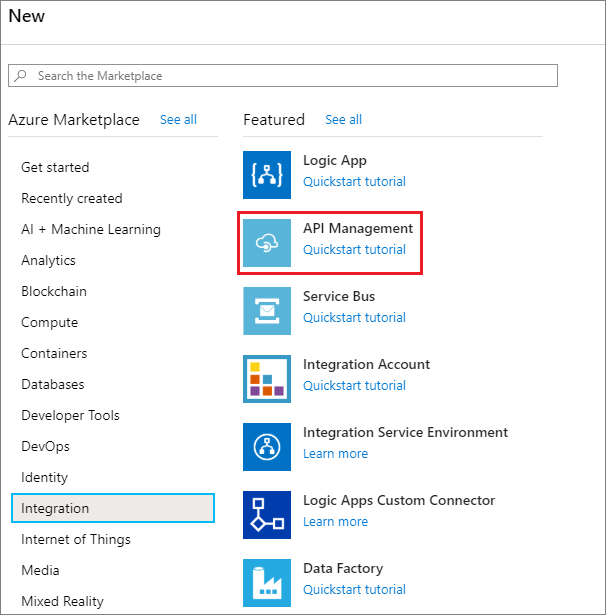 New
Search the Marketplace
Azure Marketplace See all
Get started
Recently created
AI + Machine Learning
Analytics
Blockchain
Compute
Containers
Databases
Developer Tools
DevOps
Identity
Integration
Internet of Things
Media
Mixed Reality
Featured See all
Logic App
Quickstart tutorial
API Management
Quickstart tutorial
Service Bus
Quickstart tutorial
Integration Account
Quickstart tutorial
Integration Service Environment
Learn more
Logic Apps Custom Connector
Learn more
Data Factory
Quickstart tutorial